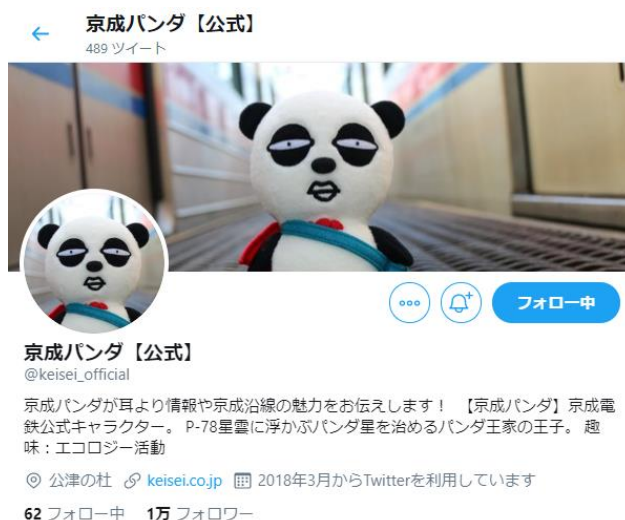 京成パンダ【公式】
489 ツイート
フォロー中
京成パンダ【公式】
@keisei_official
京成パンダが耳より情報や京成沿線の魅力をお伝えします！ 【京成パンダ】京成電
鉄公式キャラクター。 P-78星雲に浮かぶパンダ星を治めるパンダ王家の王子。 趣
味：エコロジー活動
公津の杜 keisei.co.jp 2018年3月からTwitterを利用しています
62 フォロー中 1万 フォロワー